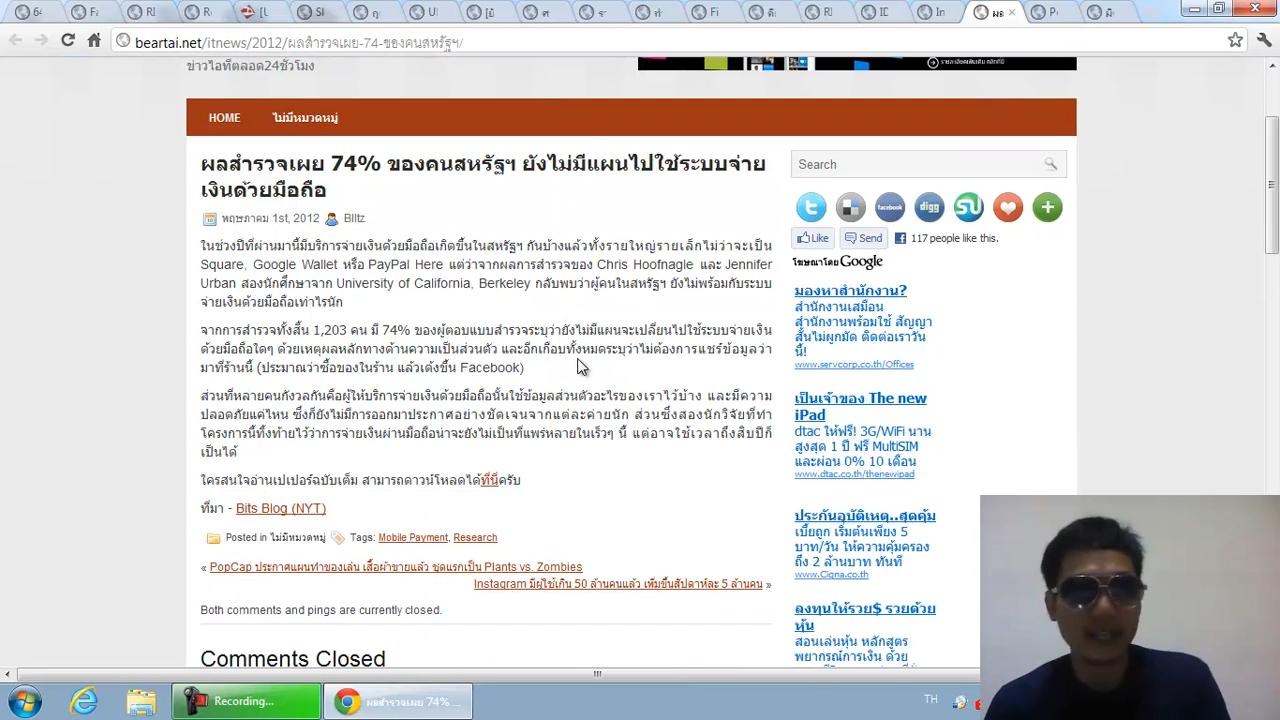 beartai.net/itnews/2012/ผลสำรวจเผย-74-ของคนสหรัฐฯ/
ข่าวไอทีตลอด24ชั่วโมง
HOME ไม่มีหมวดหมู่
ผลสำรวจเผย 74% ของคนสหรัฐฯ ยังไม่มีแผนไปใช้ระบบจ่าย
เงินด้วยมือถือ
พฤษภาคม 1st, 2012 Blltz
ในช่วงปีที่ผ่านมานี้มีบริการจ่ายเงินด้วยมือถือเกิดขึ้นในสหรัฐฯ กันบ้างแล้วทั้งรายใหญ่รายเล็กไม่ว่าจะเป็น
Square, Google Wallet หรือ PayPal Here แต่ว่าจากผลการสำรวจของ Chris Hoofnagle และ Jennifer
Urban สองนักศึกษาจาก University of California, Berkeley กลับพบว่าผู้คนในสหรัฐฯ ยังไม่พร้อมกับระบบ
จ่ายเงินด้วยมือถือเท่าไรนัก
จากการสำรวจทั้งสิ้น 1,203 คน มี 74% ของผู้ตอบแบบสำรวจระบุว่ายังไม่มีแผนจะเปลี่ยนไปใช้ระบบจ่ายเงิน
ด้วยมือถือใดๆ ด้วยเหตุผลหลักทางด้านความเป็นส่วนตัว และอีกเกือบทั้งหมดระบุว่าไม่ต้องการแชร์ข้อมูลว่า
มาที่ร้านนี้ (ประมาณว่าซื้อของในร้าน แล้วเด้งขึ้น Facebook)
ส่วนที่หลายคนกังวลกันคือผู้ให้บริการจ่ายเงินด้วยมือถือนั้นใช้ข้อมูลส่วนตัวอะไรของเราไว้บ้าง และมีความ
ปลอดภัยแค่ไหน ซึ่งก็ยังไม่มีการออกมาประกาศอย่างชัดเจนจากแต่ละค่ายนัก ส่วนซึ่งสองนักวิจัยที่ทำ
โครงการนี้ทิ้งท้ายไว้ว่าการจ่ายเงินผ่านมือถือน่าจะยังไม่เป็นที่แพร่หลายในเร็วๆ นี้ แต่อาจใช้เวลาถึงสิบปีก็
เป็นได้
ใครสนใจอ่านเปเปอร์ฉบับเต็ม สามารถดาวน์โหลดได้ที่นี่ครับ
ที่มา - Bits Blog (NYT)
Posted in ไม่มีหมวดหมู่ Tags: Mobile Payment, Research
« PopCap ประกาศแผนทำของเล่น เสื้อผ้าขายแล้ว ชุดแรกเป็น Plants vs. Zombies
Instagram มีผู้ใช้เกิน 50 ล้านคนแล้ว เพิ่มขึ้นสัปดาห์ละ 5 ล้านคน »
Both comments and pings are currently closed.
Comments Closed
Search
facebook digg
Like Send 117 people like this.
โฆษณาโดย Google
มองหาสำนักงาน?
สำนักงานเสมือน
สำนักงานพร้อมใช้ สัญญา
สั้นไม่ผูกมัด ติดต่อเราวัน
นี้!
www.servcorp.co.th/Offices
เป็นเจ้าของ The new
iPad
dtac ให้ฟรี! 3G/WiFi นาน
สูงสุด 1 ปี ฟรี MultiSIM
และผ่อน 0% 10 เดือน
www.dtac.co.th/thenewipad
ประกันอุบัติเหตุ..สุดคุ้ม
เบี้ยถูก เริ่มต้นเพียง 5
บาท/วัน ให้ความคุ้มครอง
ถึง 2 ล้านบาท ทันที
www.Cigna.co.th
ลงทุนให้รวย$ รวยด้วย
หุ้น
สอนเล่นหุ้น หลักสูตร
พยากรณ์การเงิน ด้วย
Recording...
ผลสำรวจเผย 74% ...
TH